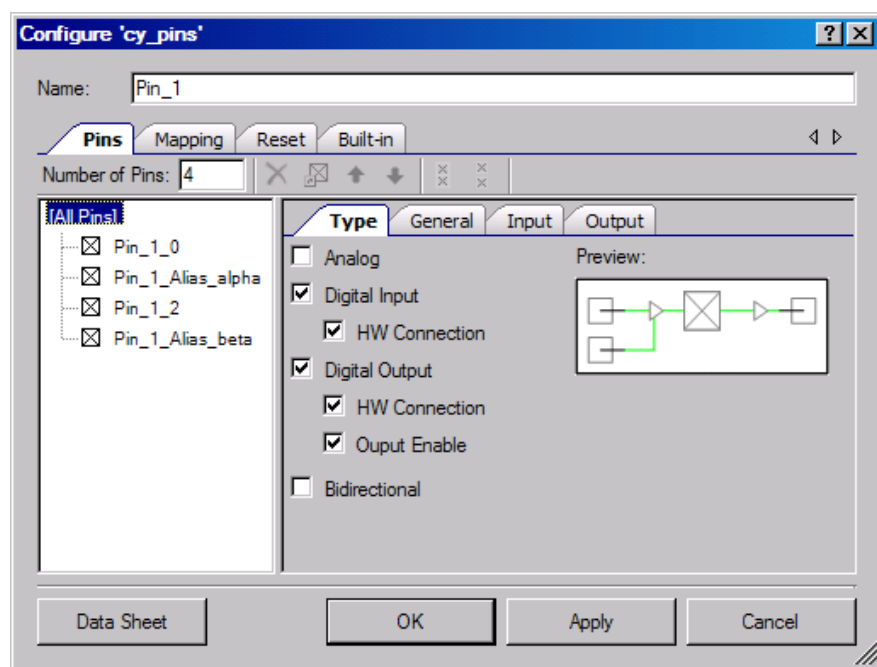 Configure 'cy_pins'
Name: Pin_1
Pins Mapping Reset Built-in
Number of Pins: 4
[All Pins]
Pin_1_0
Pin_1_Alias_alpha
Pin_1_2
Pin_1_Alias_beta
Type General Input Output
Analog
Preview:
Digital Input
HW Connection
Digital Output
HW Connection
Ouput Enable
Bidirectional
Data Sheet OK Apply Cancel